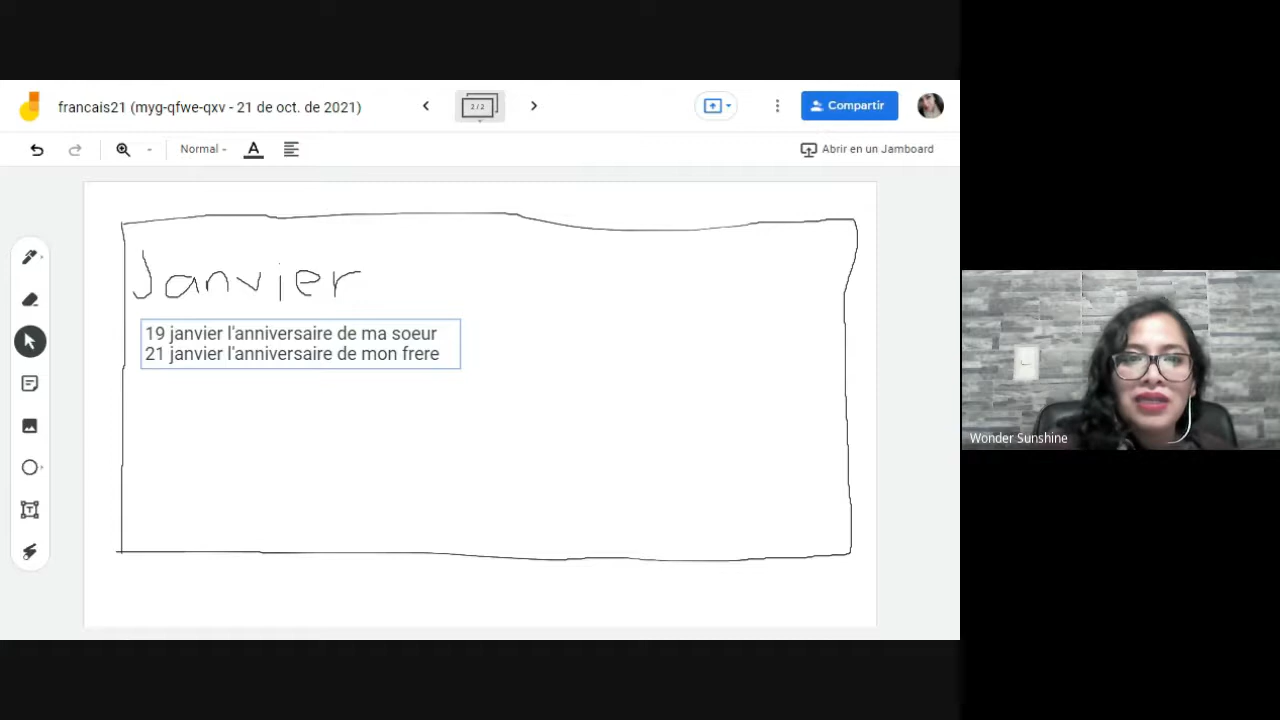 francais21 (myg-qfwe-qxv - 21 de oct. de 2021)
2/2
Compartir
Normal
A
Abrir en un Jamboard
Janvier
19 janvier l'anniversaire de ma soeur
21 janvier l'anniversaire de mon frere
T
Wonder Sunshine